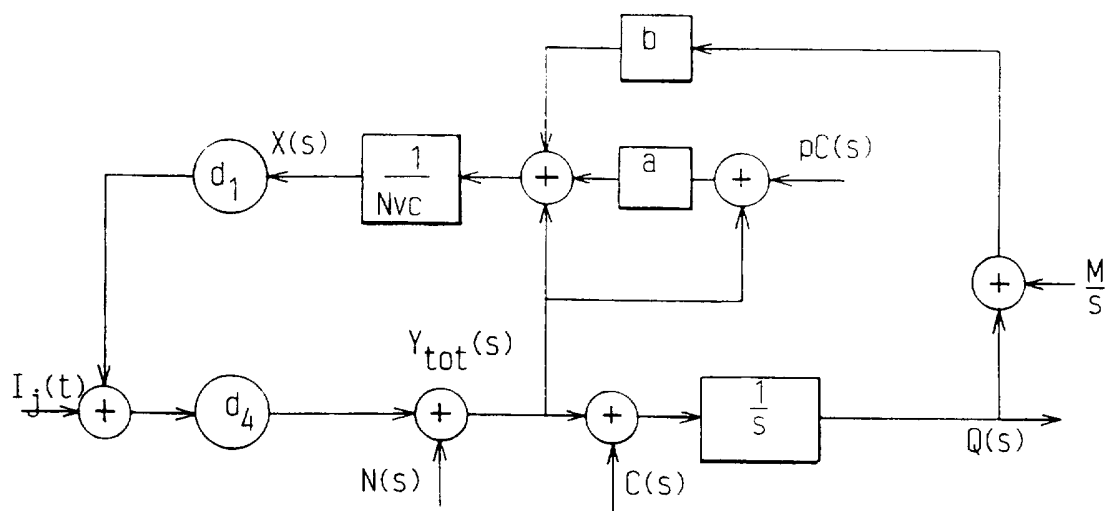 b
X(s)
pC(s)
d1
1
Nvc
+
a
+
+
M
s
Ytot(s)
Ij(t)
+
d4
+
+
1
s
Q(s)
N(s)
C(s)